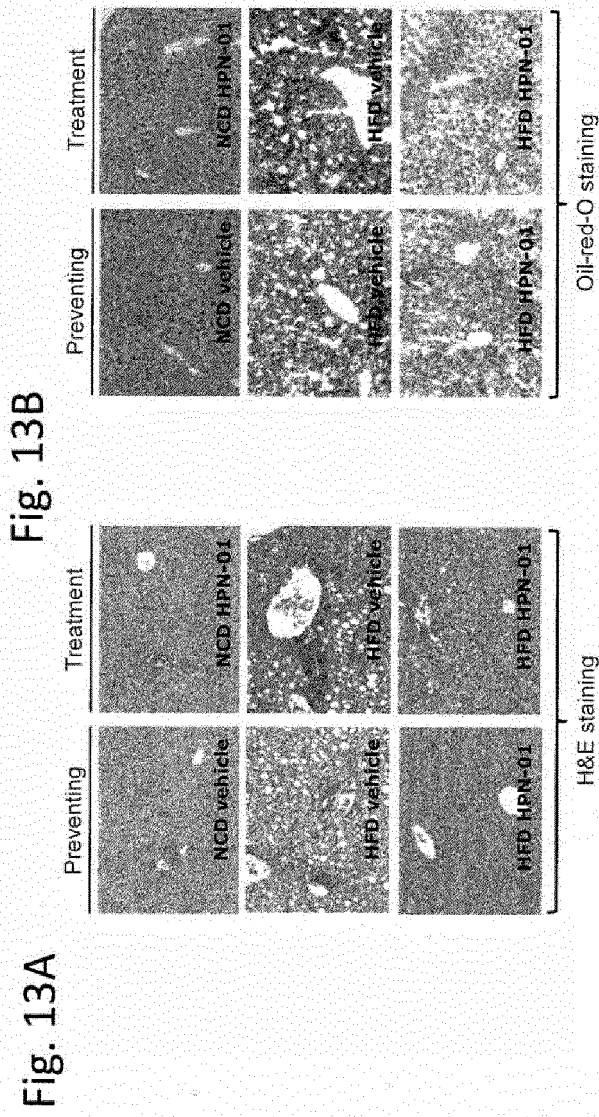 Fig. 13A
Preventing
Treatment
NCD vehicle
NCD HPN-01
HFD vehicle
HFD vehicle
HFD HPN-01
HFD HPN-01
H&E staining
Fig. 13B
Preventing
Treatment
NCD vehicle
NCD HPN-01
HFD vehicle
HFD vehicle
HFD HPN-01
HFD HPN-01
Oil-red-O staining